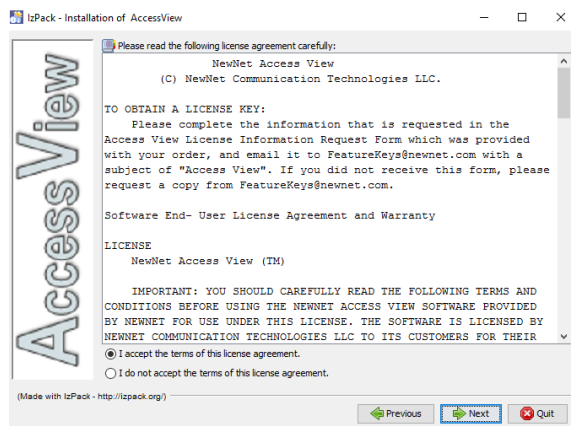 IzPack - Installation of AccessView
Please read the following license agreement carefully:
NewNet Access View
(C) NewNet Communication Technologies LLC.
TO OBTAIN A LICENSE KEY:
Please complete the information that is requested in the
Access View License Information Request Form which was provided
with your order, and email it to FeatureKeys@newnet.com with a
subject of "Access View". If you did not receive this form, please
request a copy from FeatureKeys@newnet.com.
Software End- User License Agreement and Warranty
LICENSE
NewNet Access View (TM)
IMPORTANT: YOU SHOULD CAREFULLY READ THE FOLLOWING TERMS AND
CONDITIONS BEFORE USING THE NEWNET ACCESS VIEW SOFTWARE PROVIDED
BY NEWNET FOR USE UNDER THIS LICENSE. THE SOFTWARE IS LICENSED BY
NEWNET COMMUNICATION TECHNOLOGIES LLC TO ITS CUSTOMERS FOR THEIR
Access View
I accept the terms of this license agreement.
I do not accept the terms of this license agreement.
(Made with IzPack - http://izpack.org/)
Previous
Next
Quit